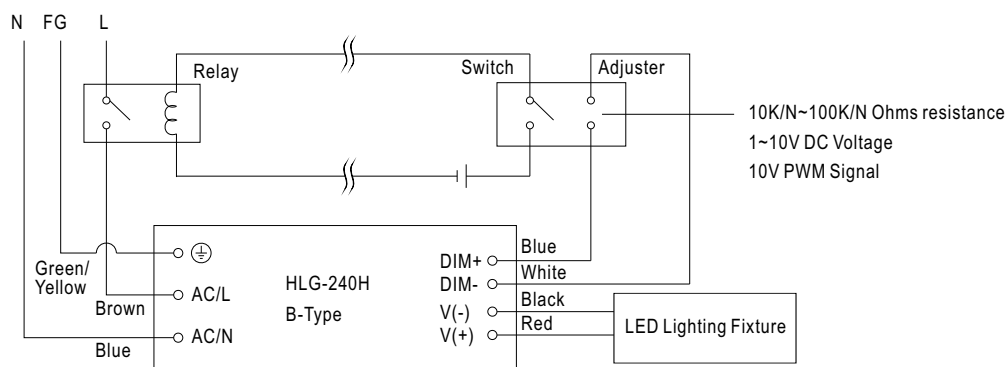 N FG L
Relay
Switch
Adjuster
10K/N~100K/N Ohms resistance
1~10V DC Voltage
10V PWM Signal
Green/
Yellow
Brown
Blue
AC/L
AC/N
HLG-240H
B-Type
DIM+
DIM-
V(-)
V(+)
Blue
White
Black
Red
LED Lighting Fixture